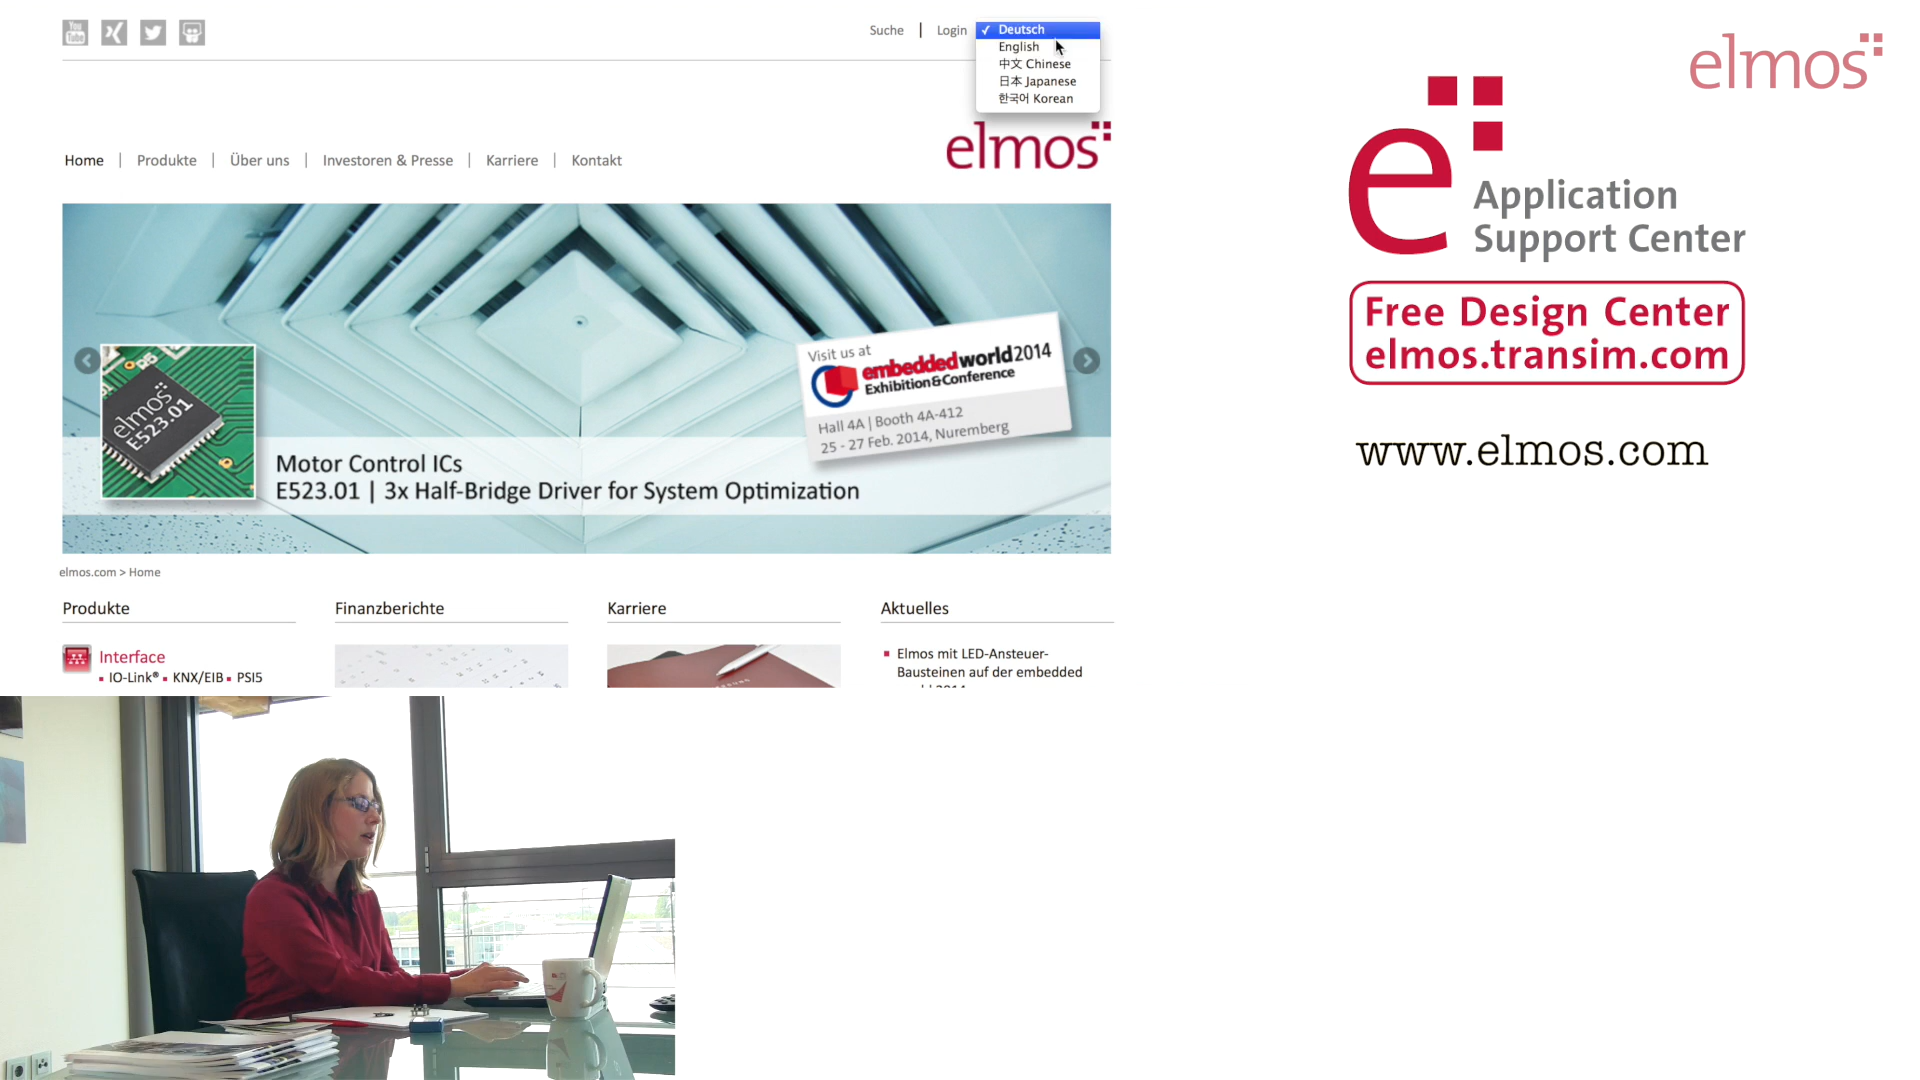 You
Tube
Suche | Login
✓ Deutsch
English
中文 Chinese
日本 Japanese
한국어 Korean
elmos
Home | Produkte | Über uns | Investoren & Presse | Karriere | Kontakt
elmos
E523.01
Visit us at
embeddedworld2014
Exhibition&Conference
Hall 4A | Booth 4A-412
25 - 27 Feb. 2014, Nuremberg
Motor Control ICs
E523.01 | 3x Half-Bridge Driver for System Optimization
elmos.com > Home
Produkte
Interface
▪ IO-Link® ▪ KNX/EIB ▪ PSI5
Finanzberichte
Karriere
Aktuelles
▪ Elmos mit LED-Ansteuer-
Bausteinen auf der embedded
world 2014
elmos
e Application
Support Center
Free Design Center
elmos.transim.com
www.elmos.com